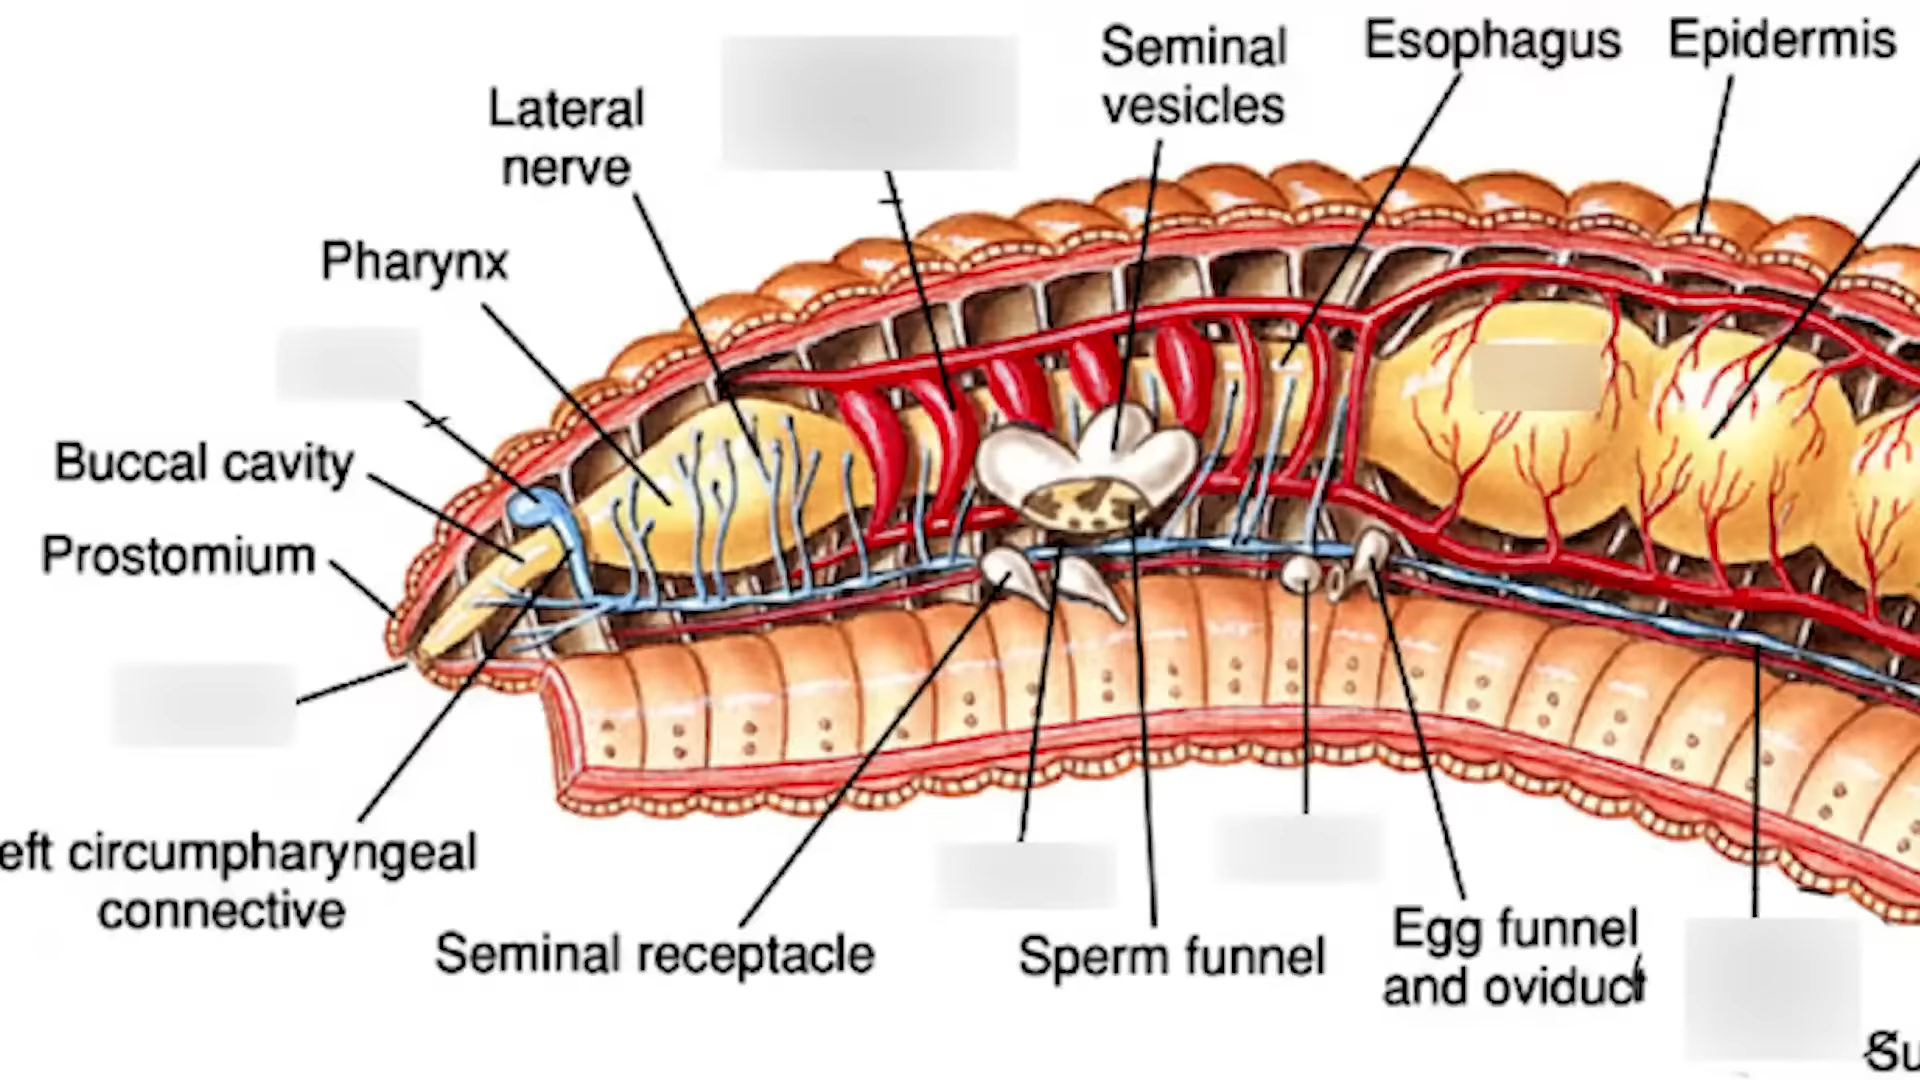 Seminal
vesicles
Esophagus
Epidermis
Lateral
nerve
Pharynx
Buccal cavity
Prostomium
eft circumpharyngeal
connective
Seminal receptacle
Sperm funnel
Egg funnel
and oviduct
Su